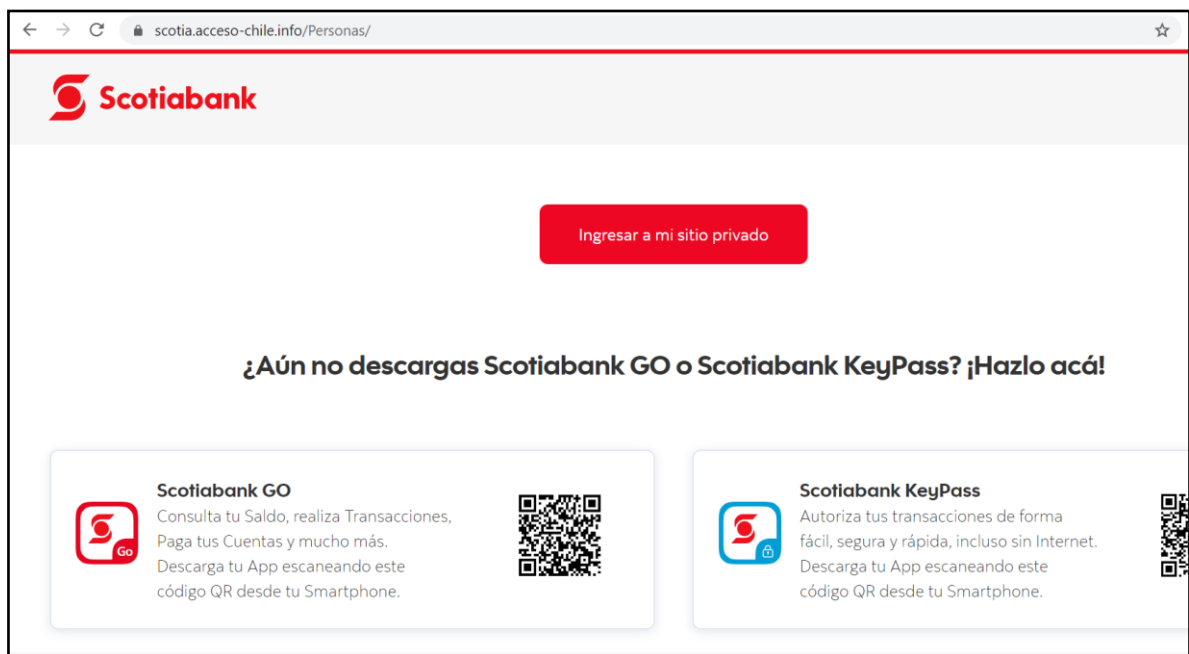 scotia.acceso-chile.info/Personas/
Scotiabank
Ingresar a mi sitio privado
¿Aún no descargas Scotiabank GO o Scotiabank KeyPass? ¡Hazlo acá!
Scotiabank GO
Consulta tu Saldo, realiza Transacciones,
Paga tus Cuentas y mucho más.
Descarga tu App escaneando este
código QR desde tu Smartphone.
Go
Scotiabank KeyPass
Autoriza tus transacciones de forma
fácil, segura y rápida, incluso sin Internet.
Descarga tu App escaneando este
código QR desde tu Smartphone.